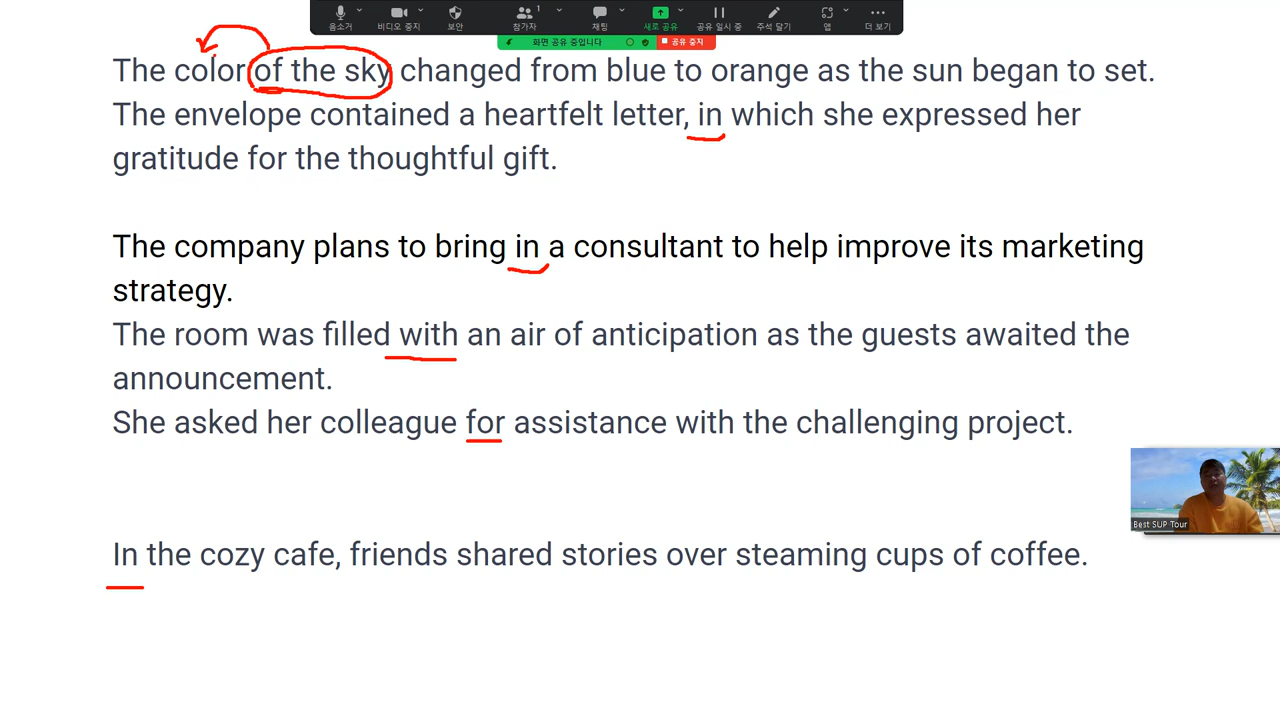 음소거 비디오 중지 보안 참가자 1 채팅 새로 공유 공유 일시 중지 주석 달기 앱 더 보기
화면 공유 중입니다 공유 중지
The color of the sky changed from blue to orange as the sun began to set.
The envelope contained a heartfelt letter, in which she expressed her
gratitude for the thoughtful gift.
The company plans to bring in a consultant to help improve its marketing
strategy.
The room was filled with an air of anticipation as the guests awaited the
announcement.
She asked her colleague for assistance with the challenging project.
Best SUP Tour
In the cozy cafe, friends shared stories over steaming cups of coffee.